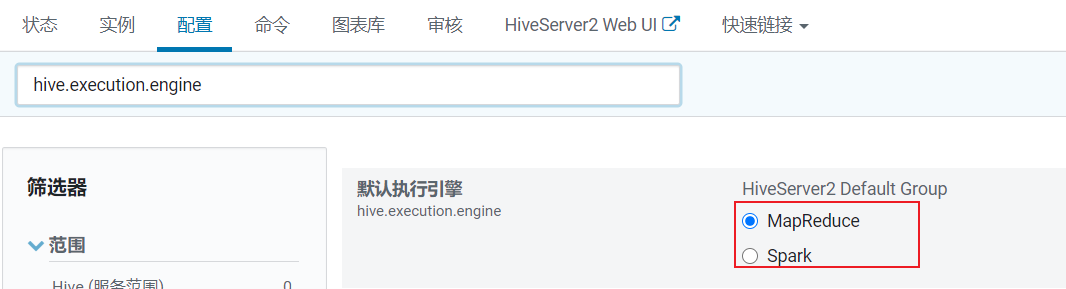 状态 实例 配置 命令 图表库 审核 HiveServer2 Web UI 快速链接
hive.execution.engine
筛选器
范围
Hive (服务范围) 0
默认执行引擎
hive.execution.engine
HiveServer2 Default Group
MapReduce
Spark